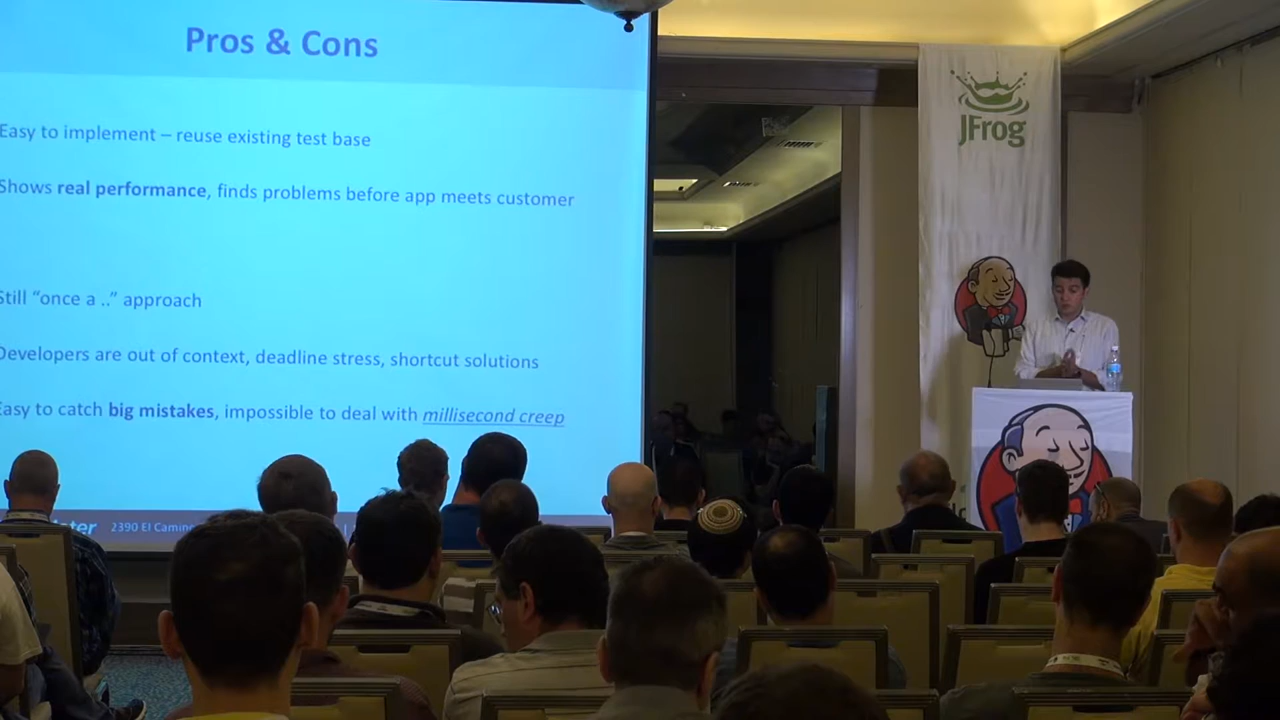 Pros & Cons
Easy to implement – reuse existing test base
Shows real performance, finds problems before app meets customer
Still “once a ..” approach
Developers are out of context, deadline stress, shortcut solutions
Easy to catch big mistakes, impossible to deal with millisecond creep
2390 El Camino
JFrog